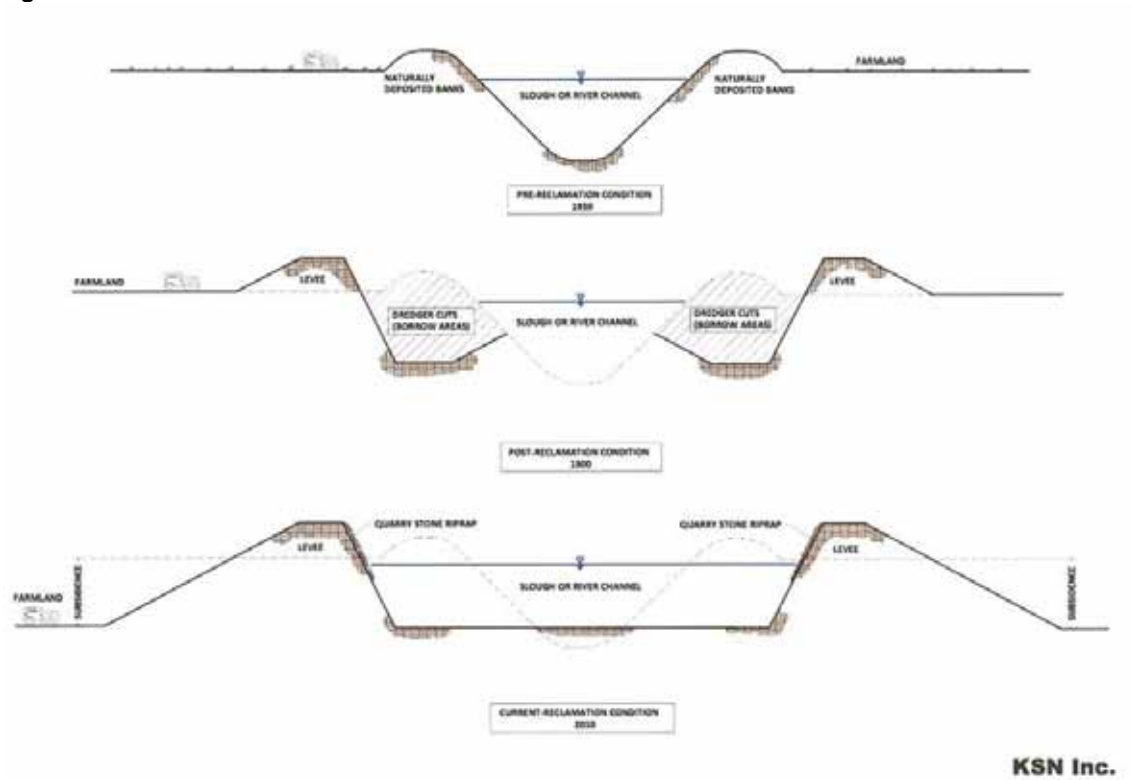 FARMLAND
NATURALLY
DEPOSITED BANKS
SLOUGH OR RIVER CHANNEL
NATURALLY
DEPOSITED BANKS
PRE-RECLAMATION CONDITION
FARMLAND
LEVEE
DREDGER CUTS
(BORROW AREAS)
SLOUGH OR RIVER CHANNEL
DREDGER CUTS
(BORROW AREAS)
LEVEE
POST-RECLAMATION CONDITION
1900
QUARRY STONE RIPRAP
QUARRY STONE RIPRAP
LEVEE
LEVEE
SUBSIDENCE
FARMLAND
SLOUGH OR RIVER CHANNEL
SUBSIDENCE
CURRENT-RECLAMATION CONDITION
2010
KSN Inc.